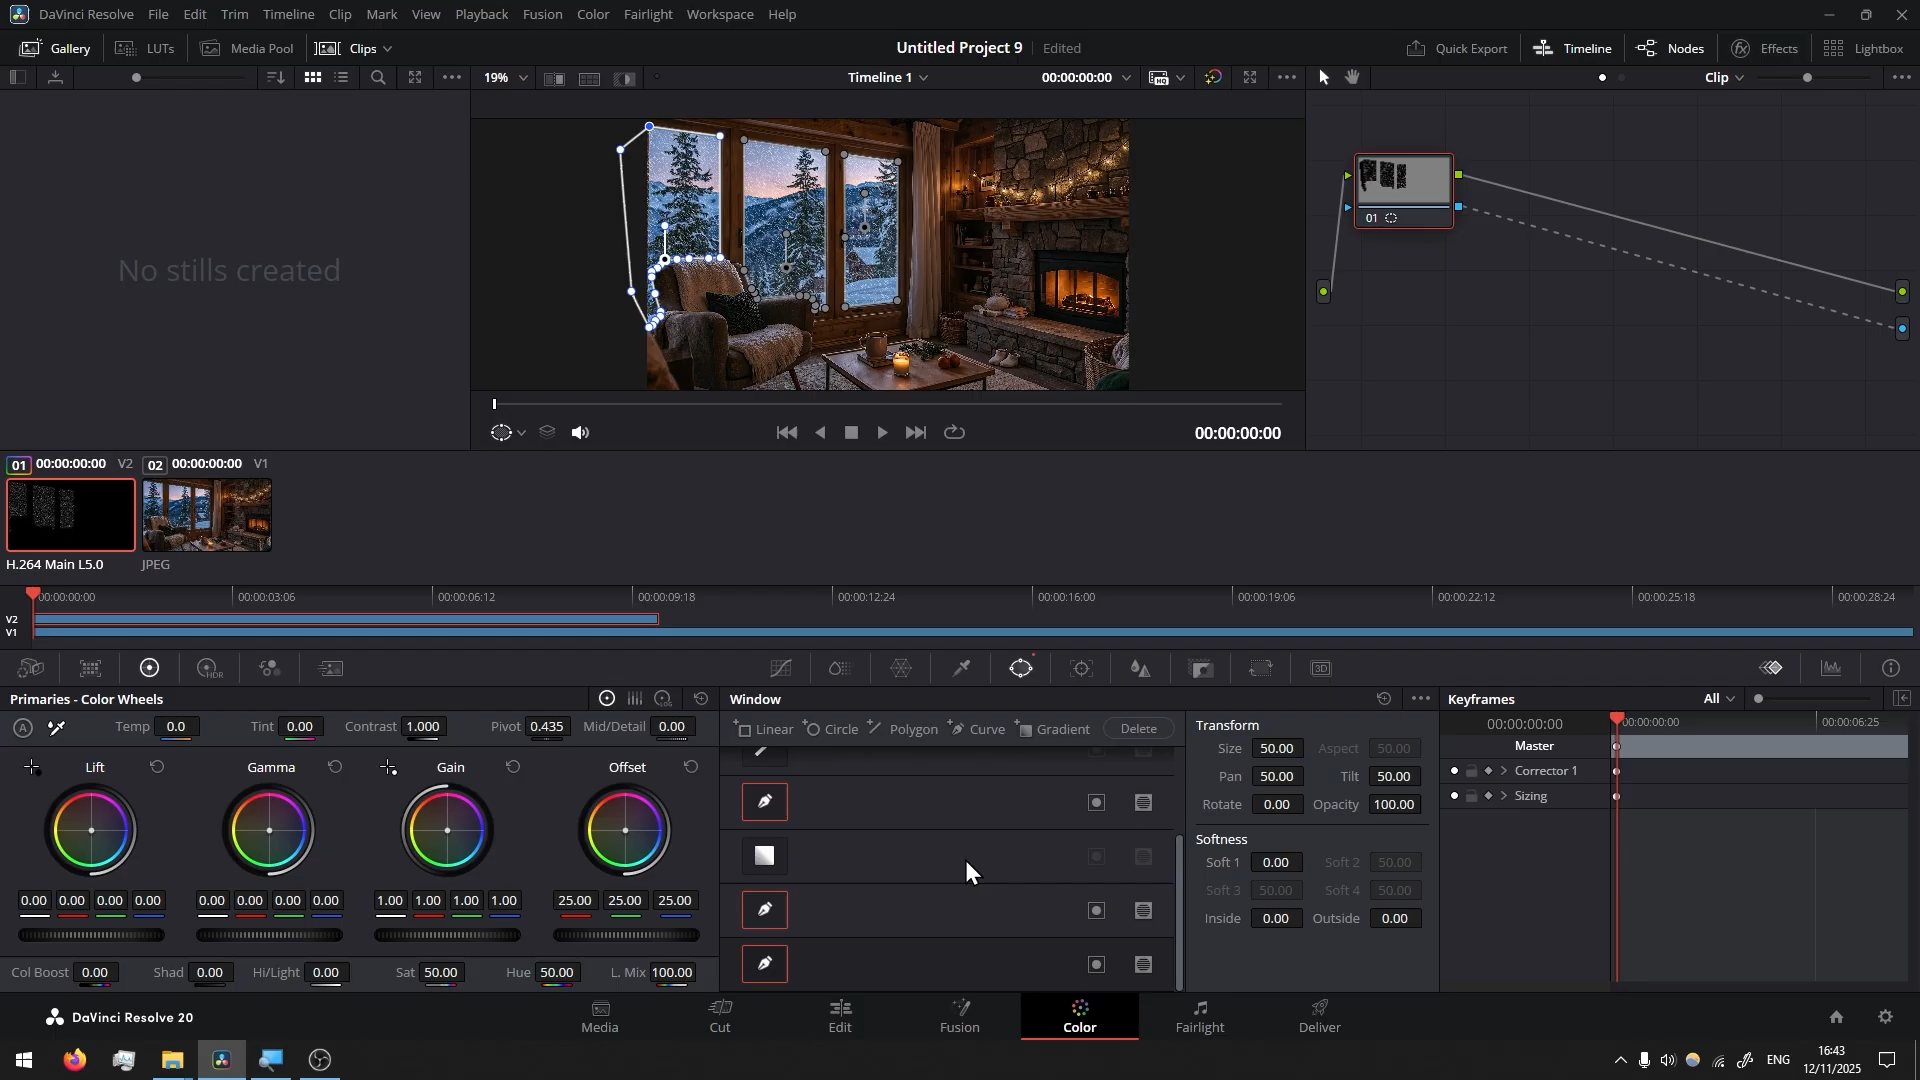 DaVinci Resolve File Edit Trim Timeline Clip Mark View Playback Fusion Color Fairlight Workspace Help
Gallery LUTs Media Pool Clips Untitled Project 9 Edited Quick Export Timeline Nodes Effects Lightbox
19% Timeline 1 00:00:00:00 HQ Clip
No stills created
01
00:00:00:00
01 00:00:00:00 V2 02 00:00:00:00 V1
H.264 Main L5.0 JPEG
00:00:00:00 00:00:03:06 00:00:06:12 00:00:09:18 00:00:12:24 00:00:16:00 00:00:19:06 00:00:22:12 00:00:25:18 00:00:28:24
V2
V1
HDR 3D
Primaries - Color Wheels LOG Window Keyframes All
A Temp 0.0 Tint 0.00 Contrast 1.000 Pivot 0.435 Mid/Detail 0.00
Linear Circle Polygon Curve Gradient Delete
Lift Gamma Gain Offset
0.00 0.00 0.00 0.00 0.00 0.00 0.00 0.00 1.00 1.00 1.00 1.00 25.00 25.00 25.00
Col Boost 0.00 Shad 0.00 Hi/Light 0.00 Sat 50.00 Hue 50.00 L. Mix 100.00
Transform
Size 50.00 Aspect 50.00
Pan 50.00 Tilt 50.00
Rotate 0.00 Opacity 100.00
Softness
Soft 1 0.00 Soft 2 50.00
Soft 3 50.00 Soft 4 50.00
Inside 0.00 Outside 0.00
00:00:00:00 00:00:00:00 00:00:06:25
Master
Corrector 1
Sizing
DaVinci Resolve 20 Media Cut Edit Fusion Color Fairlight Deliver
ENG 16:43
12/11/2025